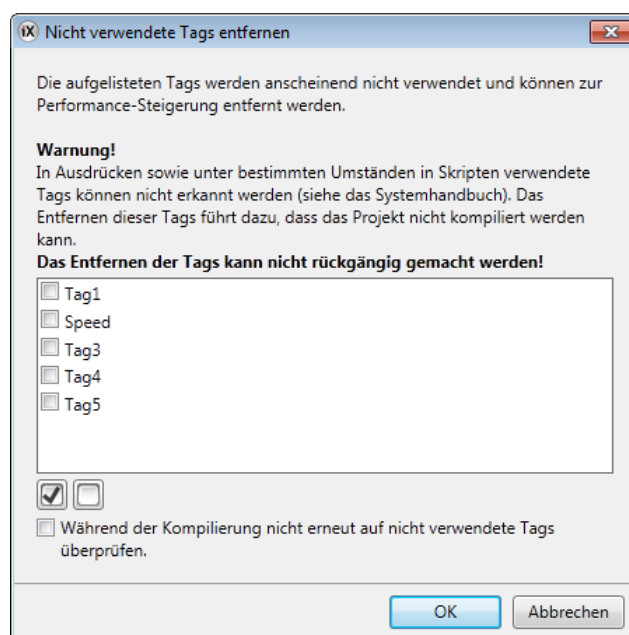 iX Nicht verwendete Tags entfernen
Die aufgelisteten Tags werden anscheinend nicht verwendet und können zur
Performance-Steigerung entfernt werden.
Warnung!
In Ausdrücken sowie unter bestimmten Umständen in Skripten verwendete
Tags können nicht erkannt werden (siehe das Systemhandbuch). Das
Entfernen dieser Tags führt dazu, dass das Projekt nicht kompiliert werden
kann.
Das Entfernen der Tags kann nicht rückgängig gemacht werden!
Tag1
Speed
Tag3
Tag4
Tag5
Während der Kompilierung nicht erneut auf nicht verwendete Tags
überprüfen.
OK Abbrechen